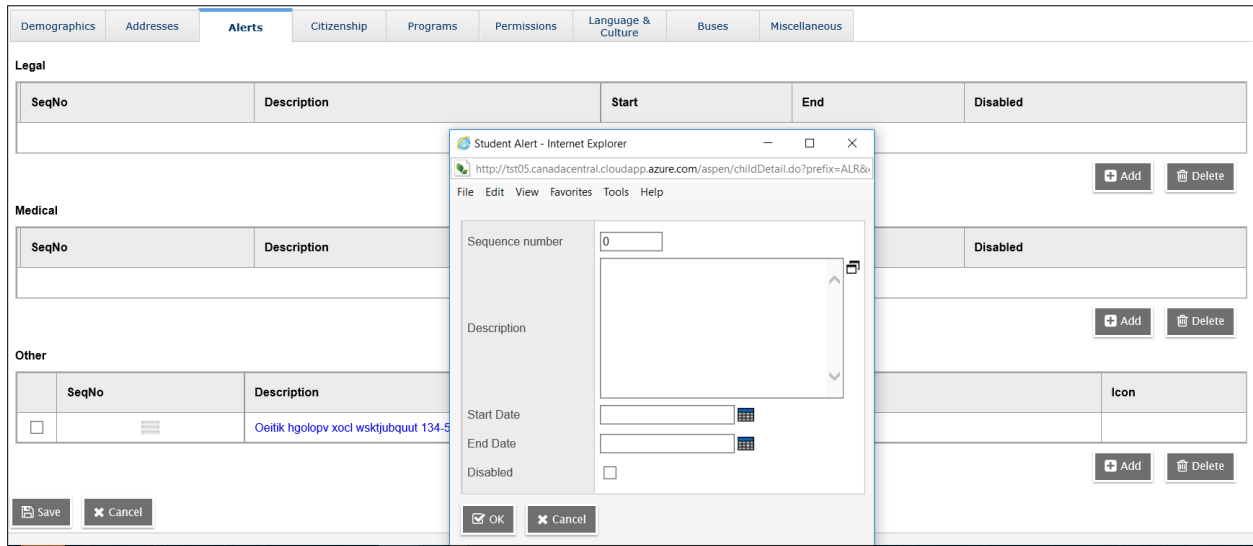 Demographics Addresses Alerts Citizenship Programs Permissions Language & Culture Buses Miscellaneous
Legal
SeqNo Description Start End Disabled
Add Delete
Medical
SeqNo Description Disabled
Add Delete
Other
SeqNo Description Icon
Oeitik hgolopv xocl wsktjubquut 134-5
Add Delete
Save Cancel
Student Alert - Internet Explorer
http://tst05.canadacentral.cloudapp.azure.com/aspen/childDetail.do?prefix=ALR&
File Edit View Favorites Tools Help
Sequence number 0
Description
Start Date
End Date
Disabled
OK Cancel